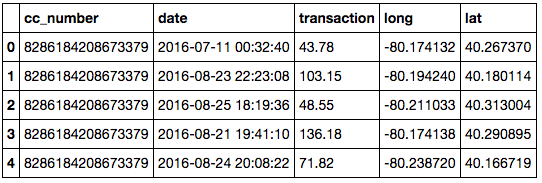 cc_number date transaction long lat
0 8286184208673379 2016-07-11 00:32:40 43.78 -80.174132 40.267370
1 8286184208673379 2016-08-23 22:23:08 103.15 -80.194240 40.180114
2 8286184208673379 2016-08-25 18:19:36 48.55 -80.211033 40.313004
3 8286184208673379 2016-08-21 19:41:10 136.18 -80.174138 40.290895
4 8286184208673379 2016-08-24 20:08:22 71.82 -80.238720 40.166719